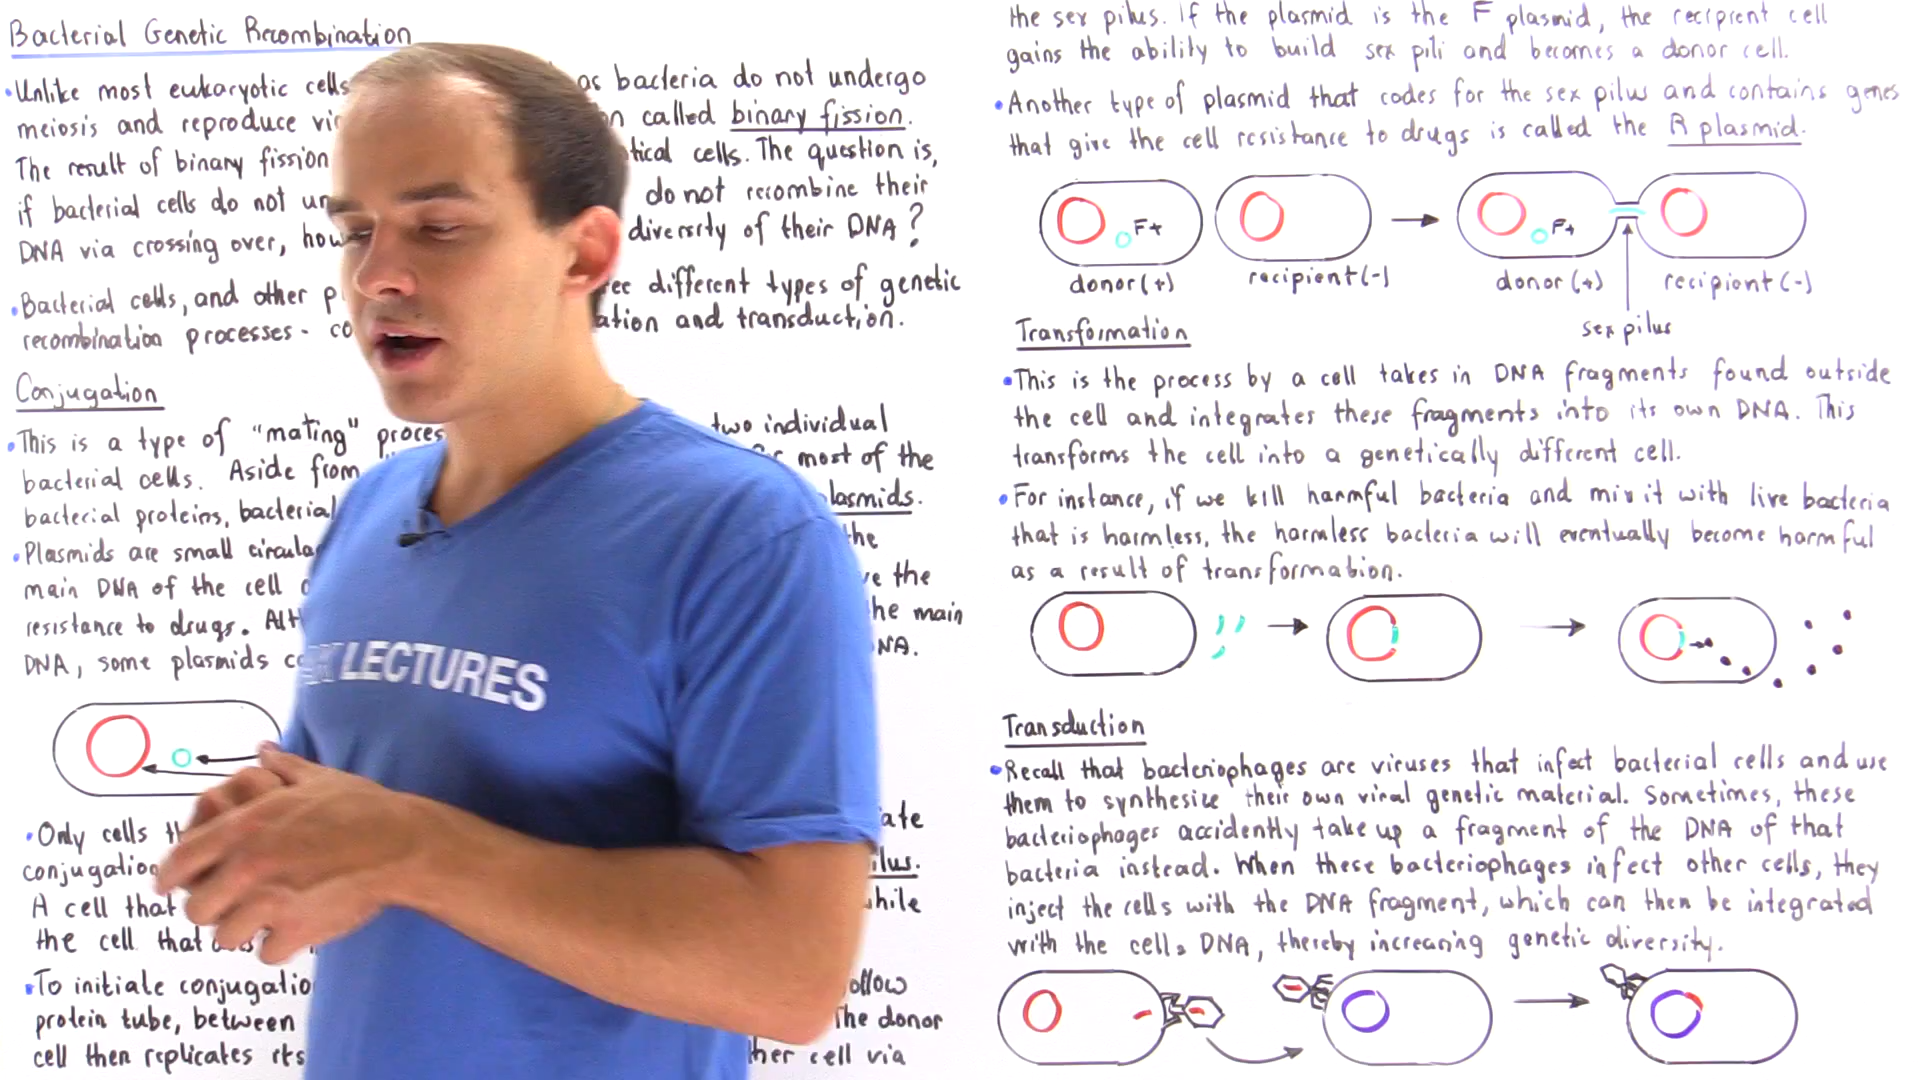 Bacterial Genetic Recombination
•Unlike most eukaryotic cells as bacteria do not undergo
meiosis and reproduce called binary fission.
The result of binary fission cells. The question is,
if bacterial cells do not do not recombine their
DNA via crossing over, diversity of their DNA?
•Bacterial cells, and other different types of genetic
recombination processes - and transduction.
Conjugation
•This is a type of "mating" two individual
bacterial cells. Aside from most of the
bacterial proteins, bacterial plasmids.
•Plasmids are small the
main DNA of the cell the
resistance to drugs. the main
DNA, some plasmids DNA.
•Only cells
conjugation
A cell that while
the cell that
•To initiate
protein tube, between The donor
cell then replicates its cell via
LECTURES
the sex pilus. If the plasmid is the F plasmid, the recipient cell
gains the ability to build sex pili and becomes a donor cell.
•Another type of plasmid that codes for the sex pilus and contains genes
that give the cell resistance to drugs is called the R plasmid.
F+ F+
donor(+) recipient(-) donor(+) recipient(-)
sex pilus
Transformation
•This is the process by a cell takes in DNA fragments found outside
the cell and integrates these fragments into its own DNA. This
transforms the cell into a genetically different cell.
•For instance, if we kill harmful bacteria and mix it with live bacteria
that is harmless, the harmless bacteria will eventually become harmful
as a result of transformation.
Transduction
•Recall that bacteriophages are viruses that infect bacterial cells and use
them to synthesize their own viral genetic material. Sometimes, these
bacteriophages accidently take up a fragment of the DNA of that
bacteria instead. When these bacteriophages infect other cells, they
inject the cells with the DNA fragment, which can then be integrated
with the cells DNA, thereby increasing genetic diversity.